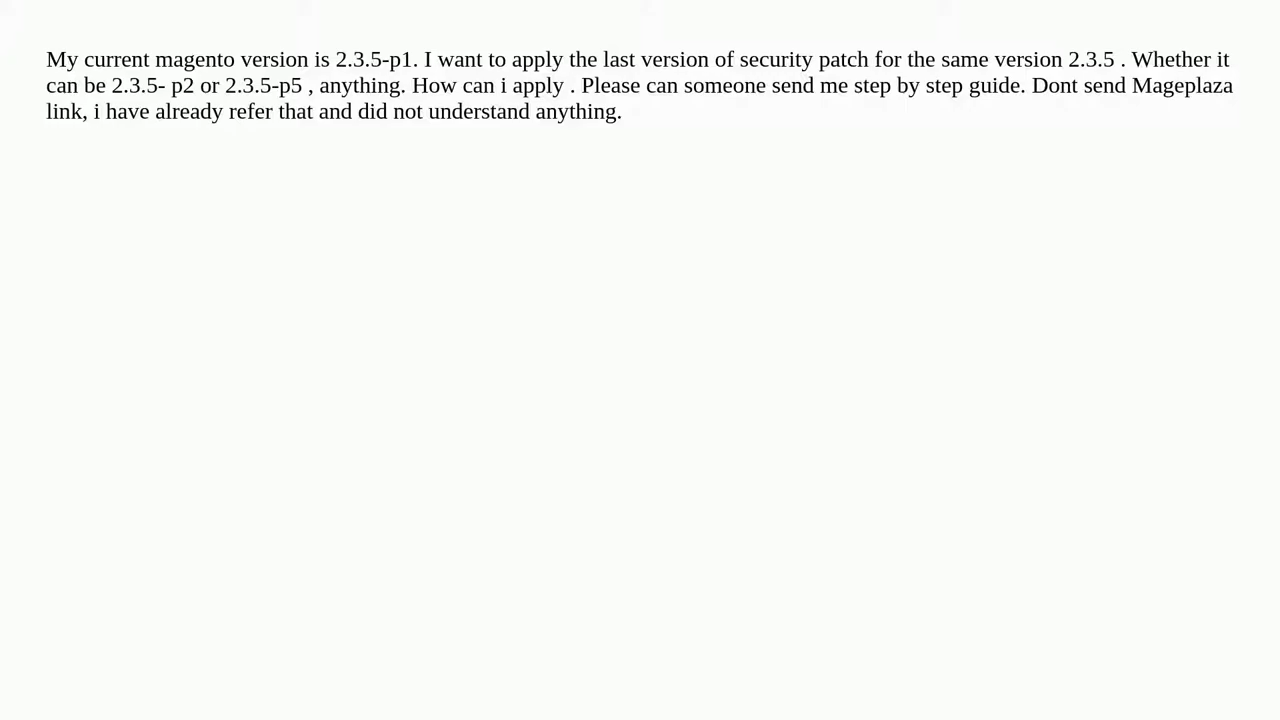 My current magento version is 2.3.5-p1. I want to apply the last version of security patch for the same version 2.3.5 . Whether it
can be 2.3.5- p2 or 2.3.5-p5 , anything. How can i apply . Please can someone send me step by step guide. Dont send Mageplaza
link, i have already refer that and did not understand anything.